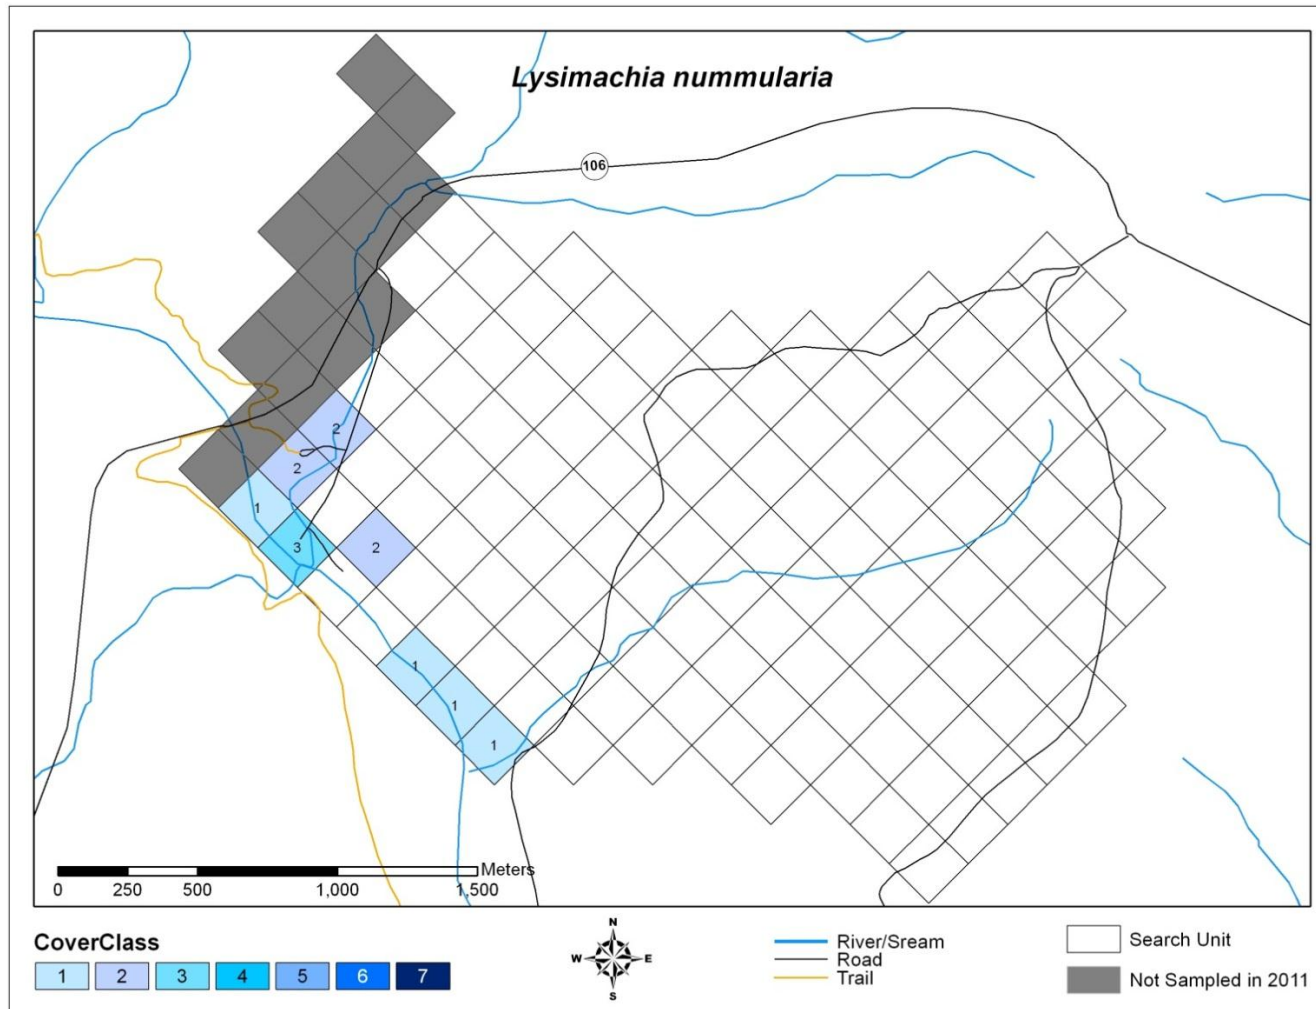 Lysimachia nummularia
106
2
2
1
3
2
1
1
1
Meters
0 250 500 1,000 1,500
CoverClass
1 2 3 4 5 6 7
N
W E
S
River/Sream
Road
Trail
Search Unit
Not Sampled in 2011